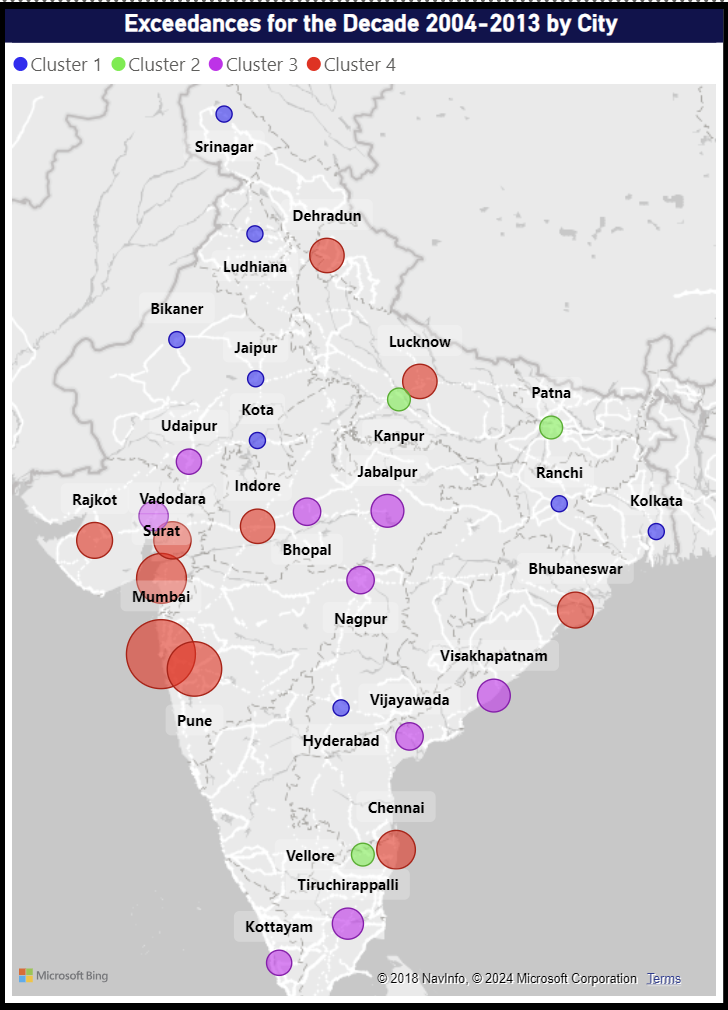 Exceedances for the Decade 2004-2013 by City
Cluster 1 Cluster 2 Cluster 3 Cluster 4
Srinagar
Dehradun
Ludhiana
Bikaner
Lucknow
Jaipur
Patna
Kota
Udaipur
Kanpur
Jabalpur
Ranchi
Indore
Rajkot
Vadodara
Kolkata
Surat
Bhopal
Bhubaneswar
Mumbai
Nagpur
Visakhapatnam
Vijayawada
Pune
Hyderabad
Chennai
Vellore
Tiruchirappalli
Kottayam
Microsoft Bing
© 2018 NavInfo, © 2024 Microsoft Corporation Terms